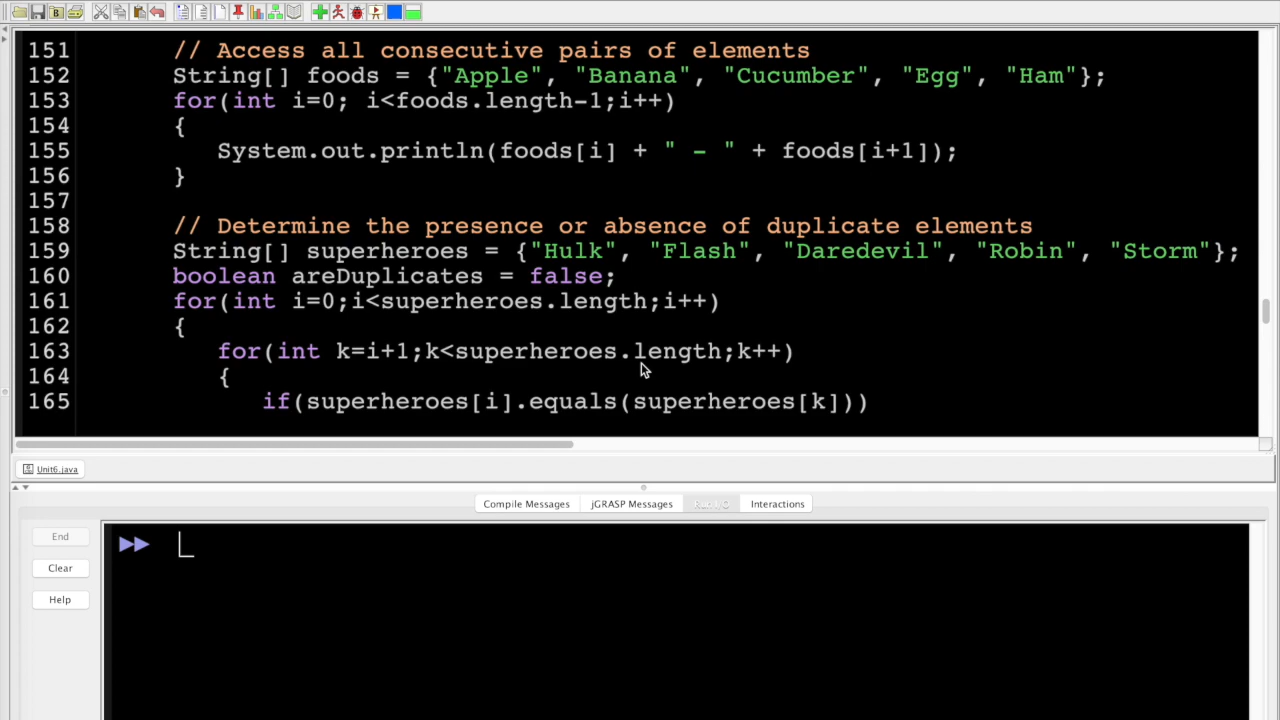 151 // Access all consecutive pairs of elements
152 String[] foods = {"Apple", "Banana", "Cucumber", "Egg", "Ham"};
153 for(int i=0; i<foods.length-1;i++)
154 {
155 System.out.println(foods[i] + " - " + foods[i+1]);
156 }
157
158 // Determine the presence or absence of duplicate elements
159 String[] superheroes = {"Hulk", "Flash", "Daredevil", "Robin", "Storm"};
160 boolean areDuplicates = false;
161 for(int i=0;i<superheroes.length;i++)
162 {
163 for(int k=i+1;k<superheroes.length;k++)
164 {
165 if(superheroes[i].equals(superheroes[k]))
Unit6.java
Compile Messages jGRASP Messages Run I/O Interactions
End
Clear
Help